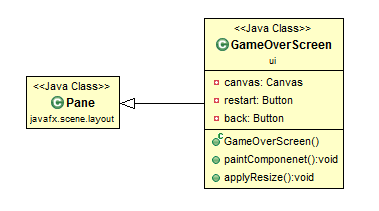 <<Java Class>>
Pane
javafx.scene.layout
<<Java Class>>
GameOverScreen
ui
canvas: Canvas
restart: Button
back: Button
GameOverScreen()
paintComponenet():void
applyResize():void